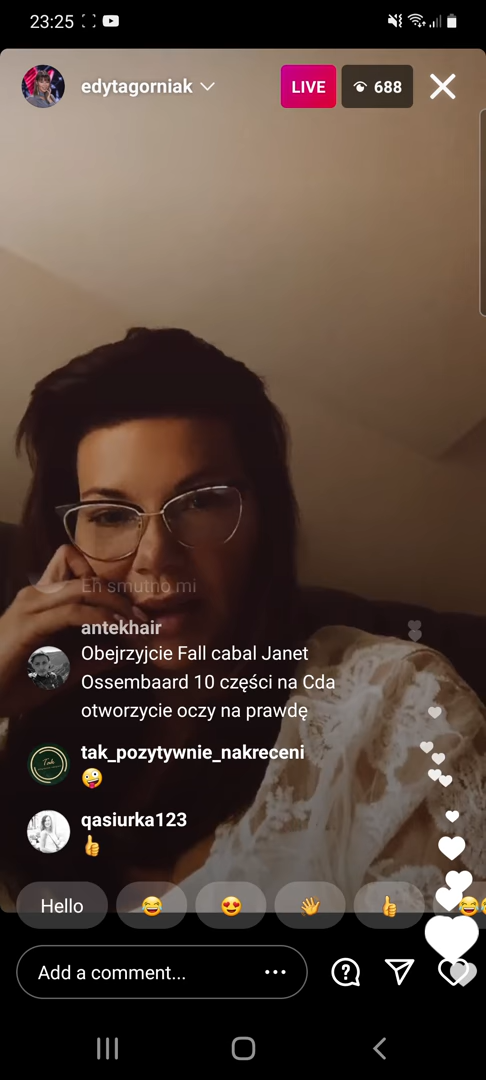 23:25
edytagorniak
LIVE
688
Eh smutno mi
antekhair
Obejrzyjcie Fall cabal Janet
Ossembaard 10 części na Cda
otworzycie oczy na prawdę
tak_pozytywnie_nakreceni
qasiurka123
Hello
Add a comment...